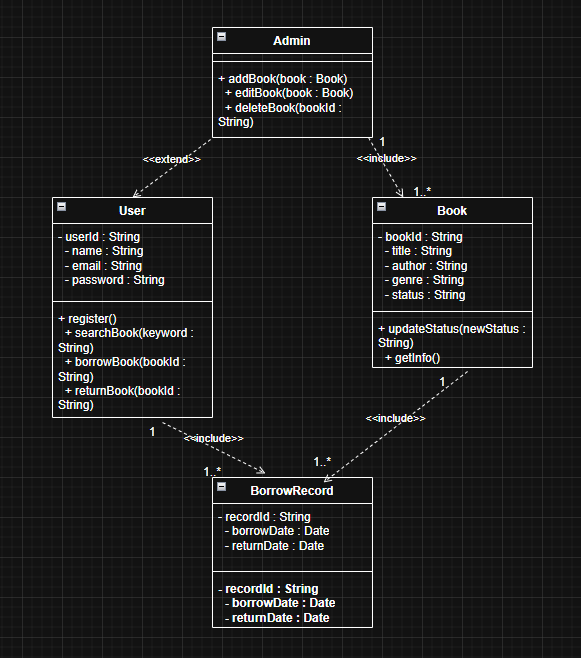 Admin
+ addBook(book : Book)
+ editBook(book : Book)
+ deleteBook(bookId :
String)
1
<<extend>>
<<include>>
1..*
User
- userId : String
- name : String
- email : String
- password : String
+ register()
+ searchBook(keyword :
String)
+ borrowBook(bookId :
String)
+ returnBook(bookId :
String)
Book
- bookId : String
- title : String
- author : String
- genre : String
- status : String
+ updateStatus(newStatus :
String)
+ getInfo()
1
1
<<include>>
<<include>>
1..*
1..*
BorrowRecord
- recordId : String
- borrowDate : Date
- returnDate : Date
- recordId : String
- borrowDate : Date
- returnDate : Date